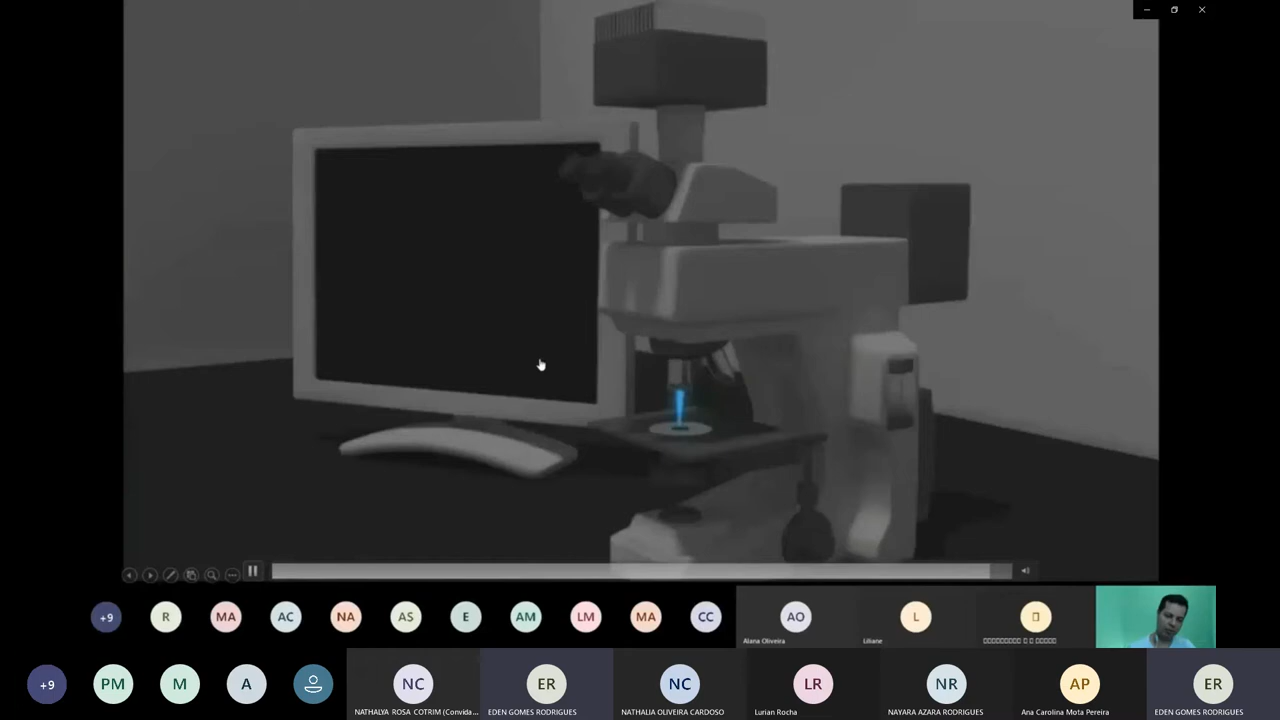 +9
R
MA
AC
NA
AS
E
AM
LM
MA
CC
AO
L
Alana Oliveira
Liliane
+9
PM
M
A
NC
ER
NC
LR
NR
AP
ER
NATHALYA ROSA COTRIM (Convida...
EDEN GOMES RODRIGUES
NATHALIA OLIVEIRA CARDOSO
Lurian Rocha
NAYARA AZARA RODRIGUES
Ana Carolina Mota Pereira
EDEN GOMES RODRIGUES